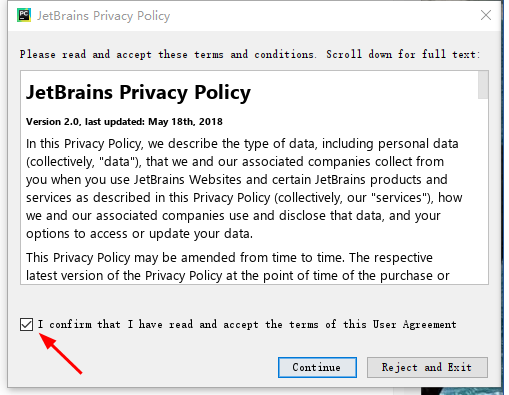 PC
JetBrains Privacy Policy
Please read and accept these terms and conditions. Scroll down for full text:
JetBrains Privacy Policy
Version 2.0, last updated: May 18th, 2018
In this Privacy Policy, we describe the type of data, including personal data
(collectively, "data"), that we and our associated companies collect from
you when you use JetBrains Websites and certain JetBrains products and
services as described in this Privacy Policy (collectively, our "services"), how
we and our associated companies use and disclose that data, and your
options to access or update your data.
This Privacy Policy may be amended from time to time. The respective
latest version of the Privacy Policy at the point of time of the purchase or
I confirm that I have read and accept the terms of this User Agreement
Continue
Reject and Exit